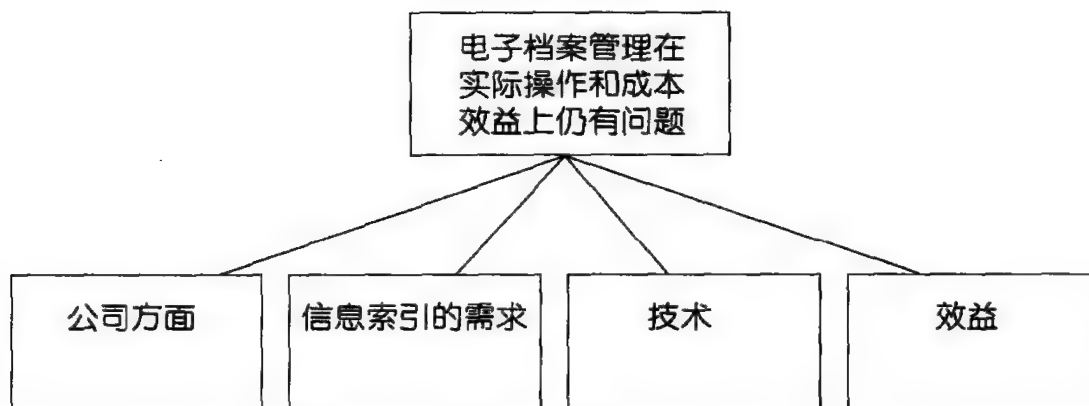 电子档案管理在
实际操作和成本
效益上仍有问题
公司方面
信息索引的需求
技术
效益